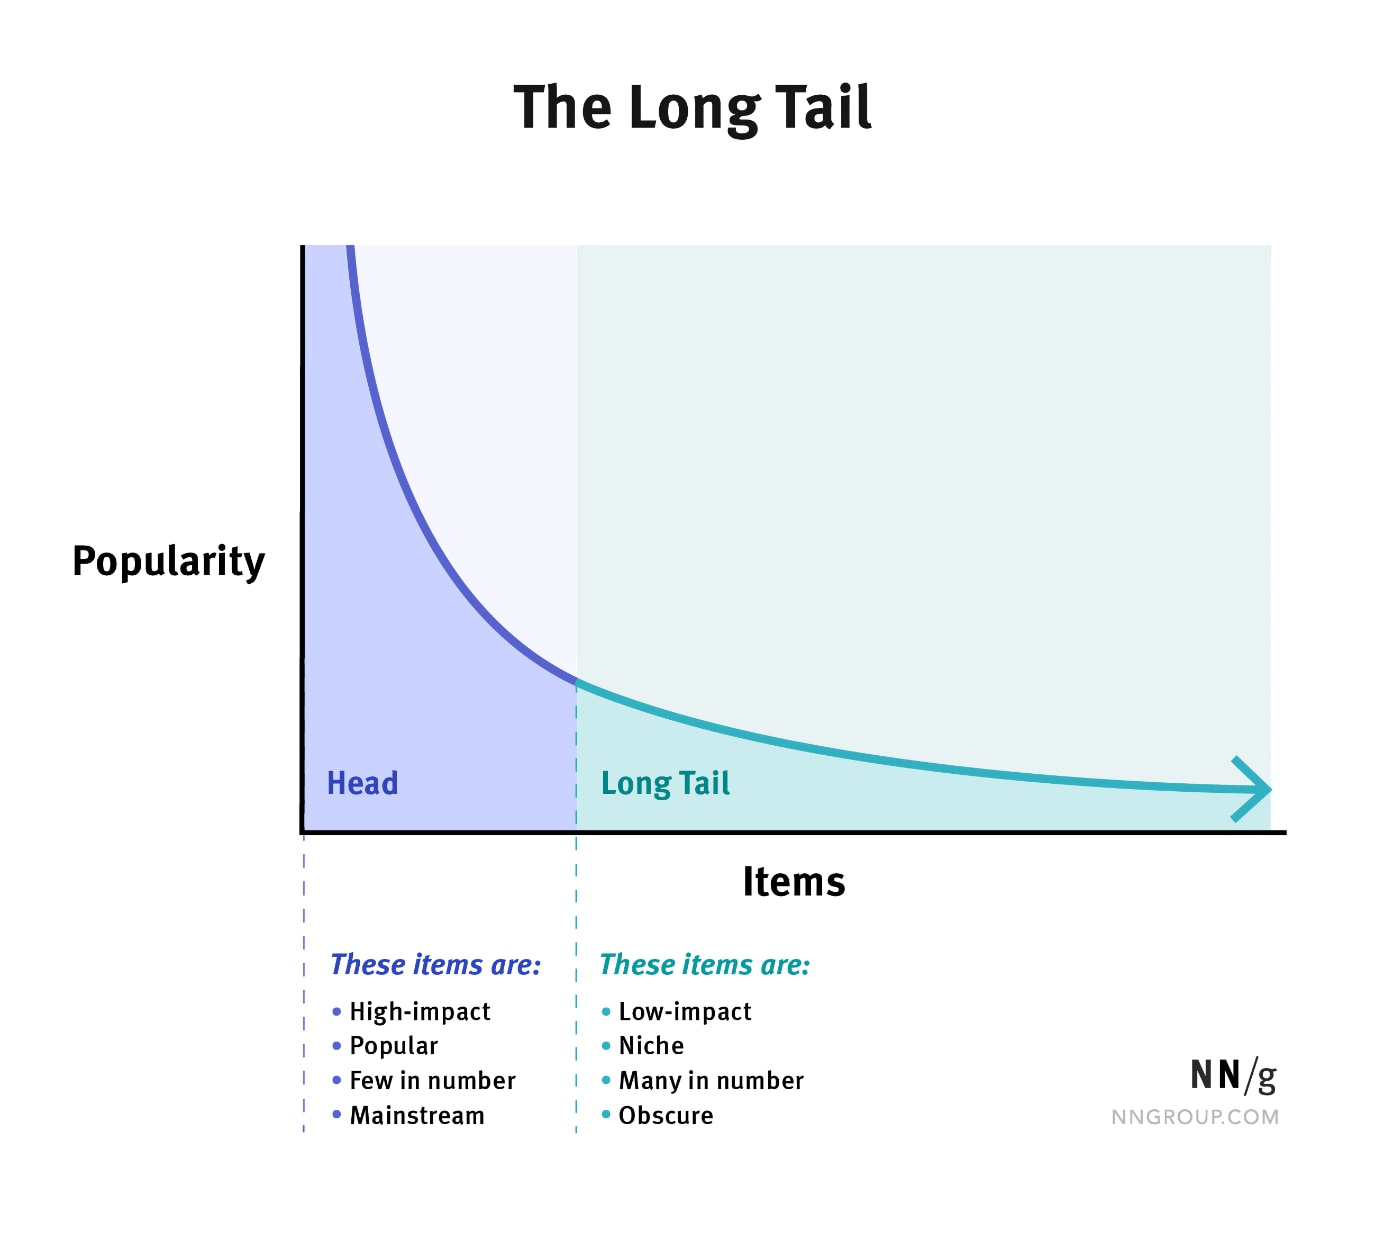 The Long Tail
Popularity
Head
Long Tail
Items
These items are:
• High-impact
• Popular
• Few in number
• Mainstream
These items are:
• Low-impact
• Niche
• Many in number
• Obscure
NN/g
NNGROUP.COM